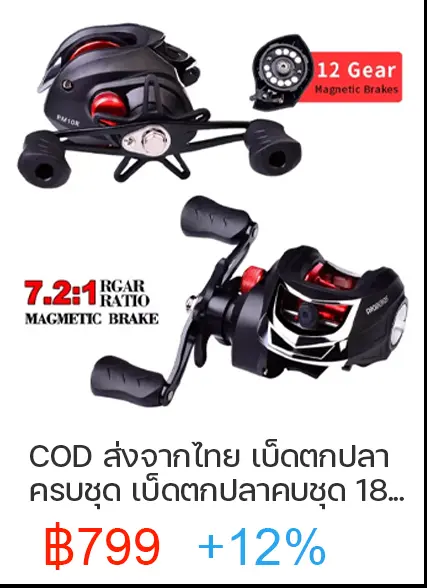 12 Gear
Magnetic Brakes
BM10R
7.2:1 RGAR
RATIO
MAGMETIC BRAKE
COD ส่งจากไทย เบ็ดตกปลา
ครบชุด เบ็ดตกปลาคบชุด 18...
฿799 +12%